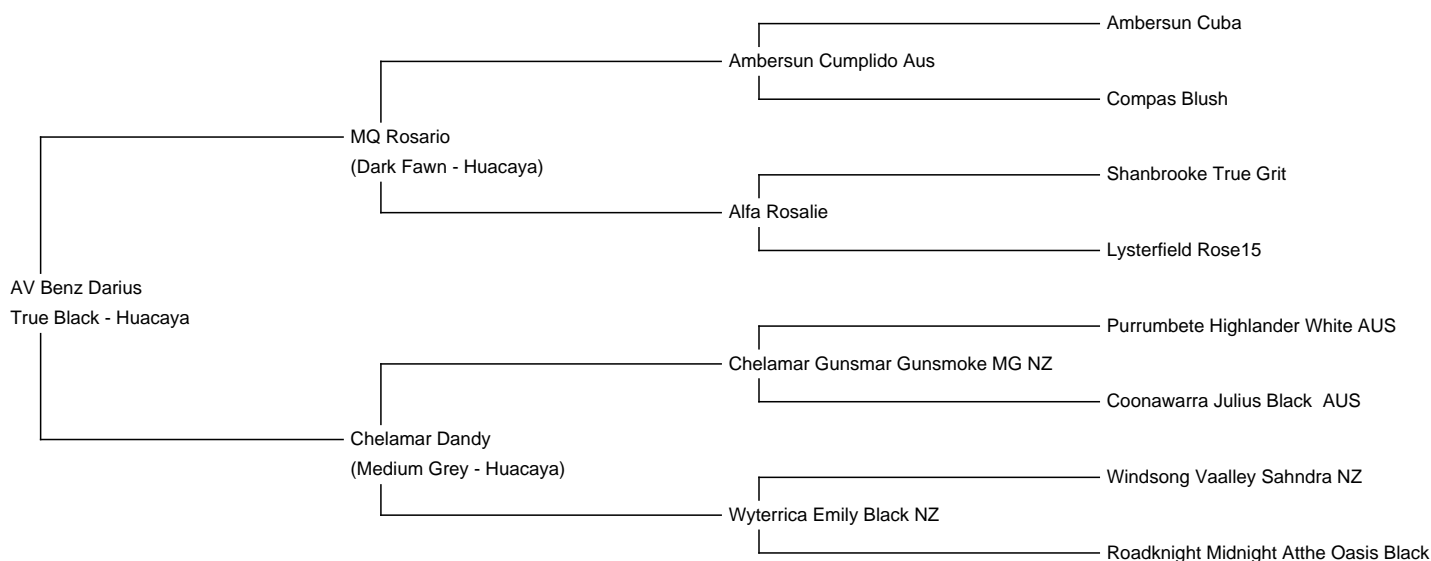 Ambersun Cuba
Ambersun Cumplido Aus
Compas Blush
MQ Rosario
(Dark Fawn - Huacaya)
Shanbrooke True Grit
Alfa Rosalie
Lysterfield Rose15
AV Benz Darius
True Black - Huacaya
Purrumbete Highlander White AUS
Chelamar Gunsmar Gunsmoke MG NZ
Coonawarra Julius Black  AUS
Chelamar Dandy
(Medium Grey - Huacaya)
Windsong Vaalley Sahndra NZ
Wyterrica Emily Black NZ
Roadknight Midnight Atthe Oasis Black